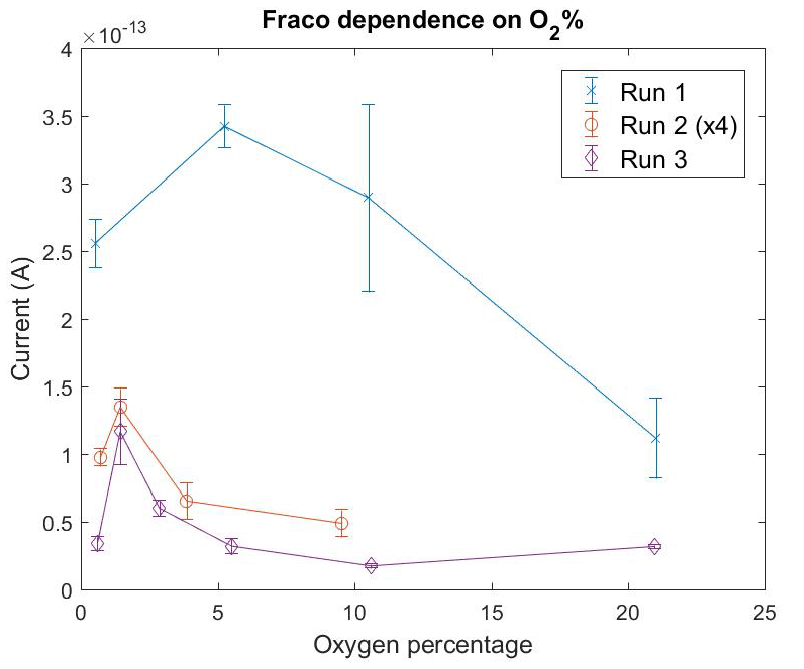 Fraco dependence on O₂%
×10⁻¹³
4
3.5
3
2.5
2
1.5
1
0.5
0
Current (A)
Run 1
Run 2 (x4)
Run 3
0 5 10 15 20 25
Oxygen percentage